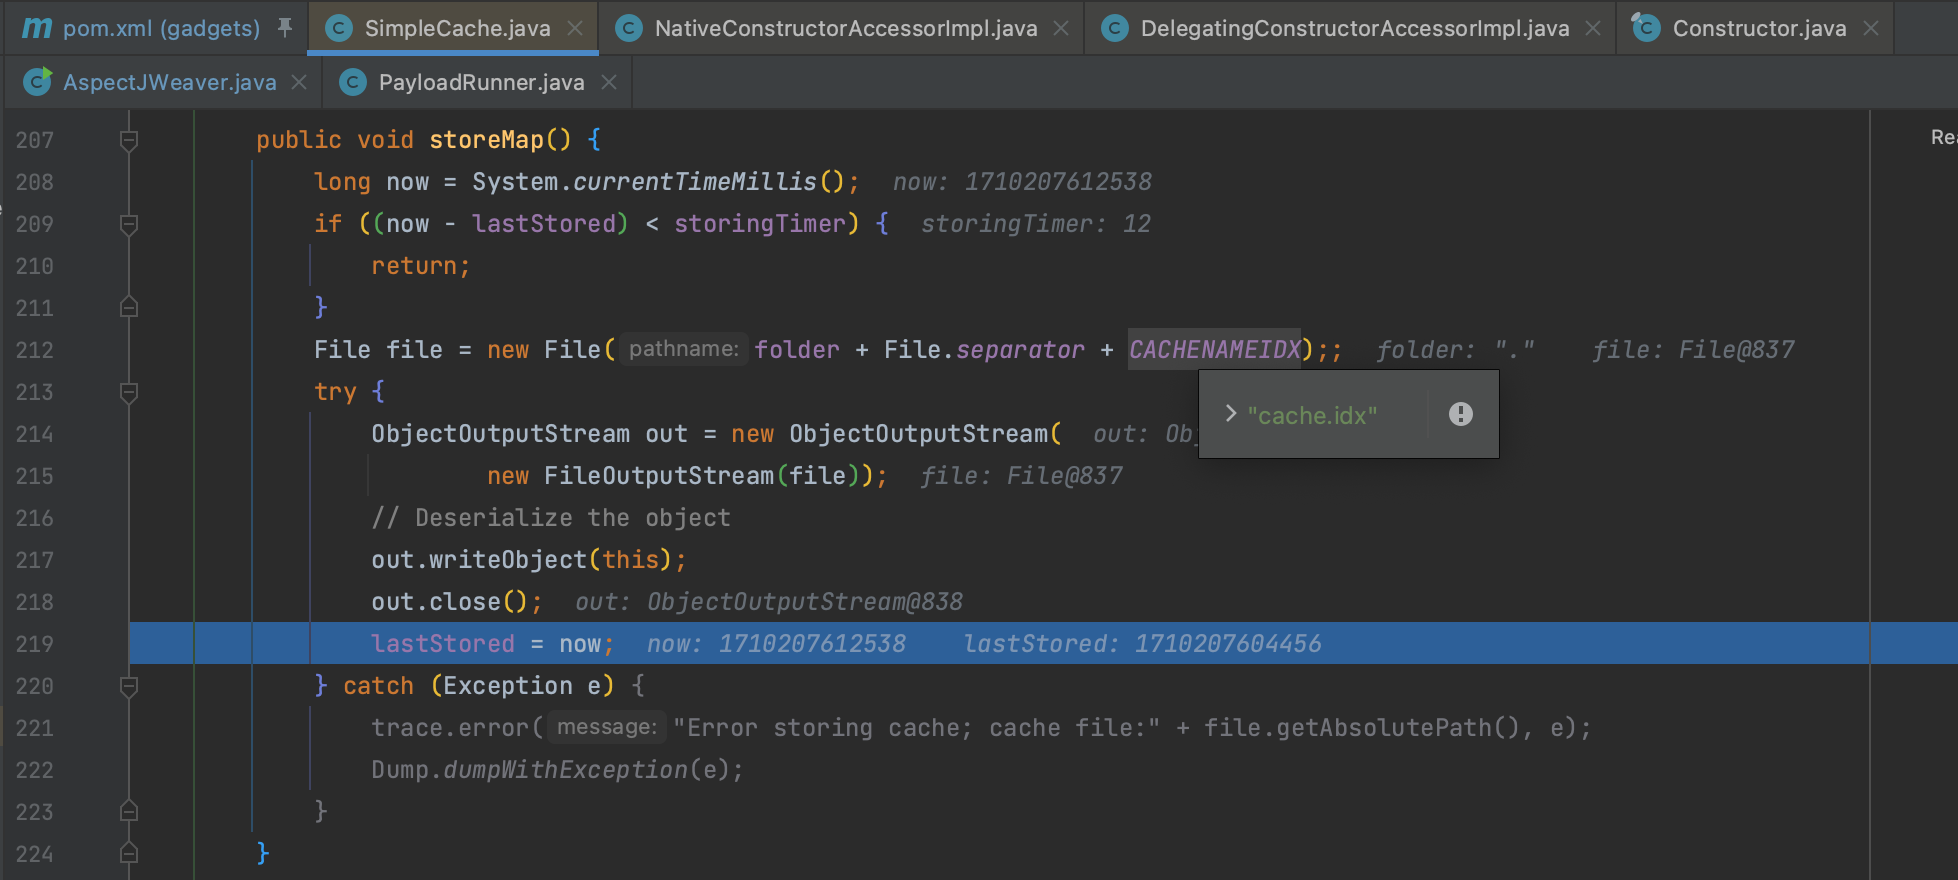 pom.xml (gadgets) SimpleCache.java NativeConstructorAccessorImpl.java DelegatingConstructorAccessorImpl.java Constructor.java
AspectJWeaver.java PayloadRunner.java
207 public void storeMap() {
208 long now = System.currentTimeMillis(); now: 1710207612538
209 if ((now - lastStored) < storingTimer) { storingTimer: 12
210 return;
211 }
212 File file = new File( pathname: folder + File.separator + CACHENAMEIDX);; folder: "." file: File@837
213 try {
"cache.idx"
214 ObjectOutputStream out = new ObjectOutputStream( out:
215 new FileOutputStream(file)); file: File@837
216 // Deserialize the object
217 out.writeObject(this);
218 out.close(); out: ObjectOutputStream@838
219 lastStored = now; now: 1710207612538 lastStored: 1710207604456
220 } catch (Exception e) {
221 trace.error( message: "Error storing cache; cache file:" + file.getAbsolutePath(), e);
222 Dump.dumpWithException(e);
223 }
224 }